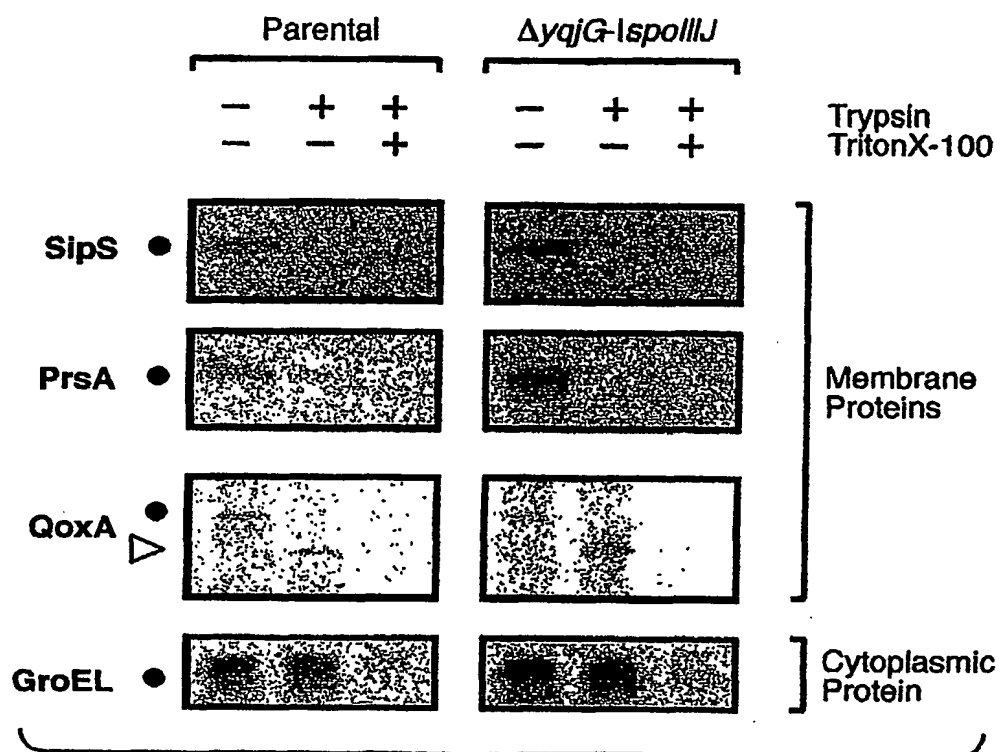 Parental ΔyqjG-IspoIIIJ
− + + − + + Trypsin
− − + − − + TritonX-100
SipS
PrsA
Membrane
Proteins
QoxA
GroEL
Cytoplasmic
Protein